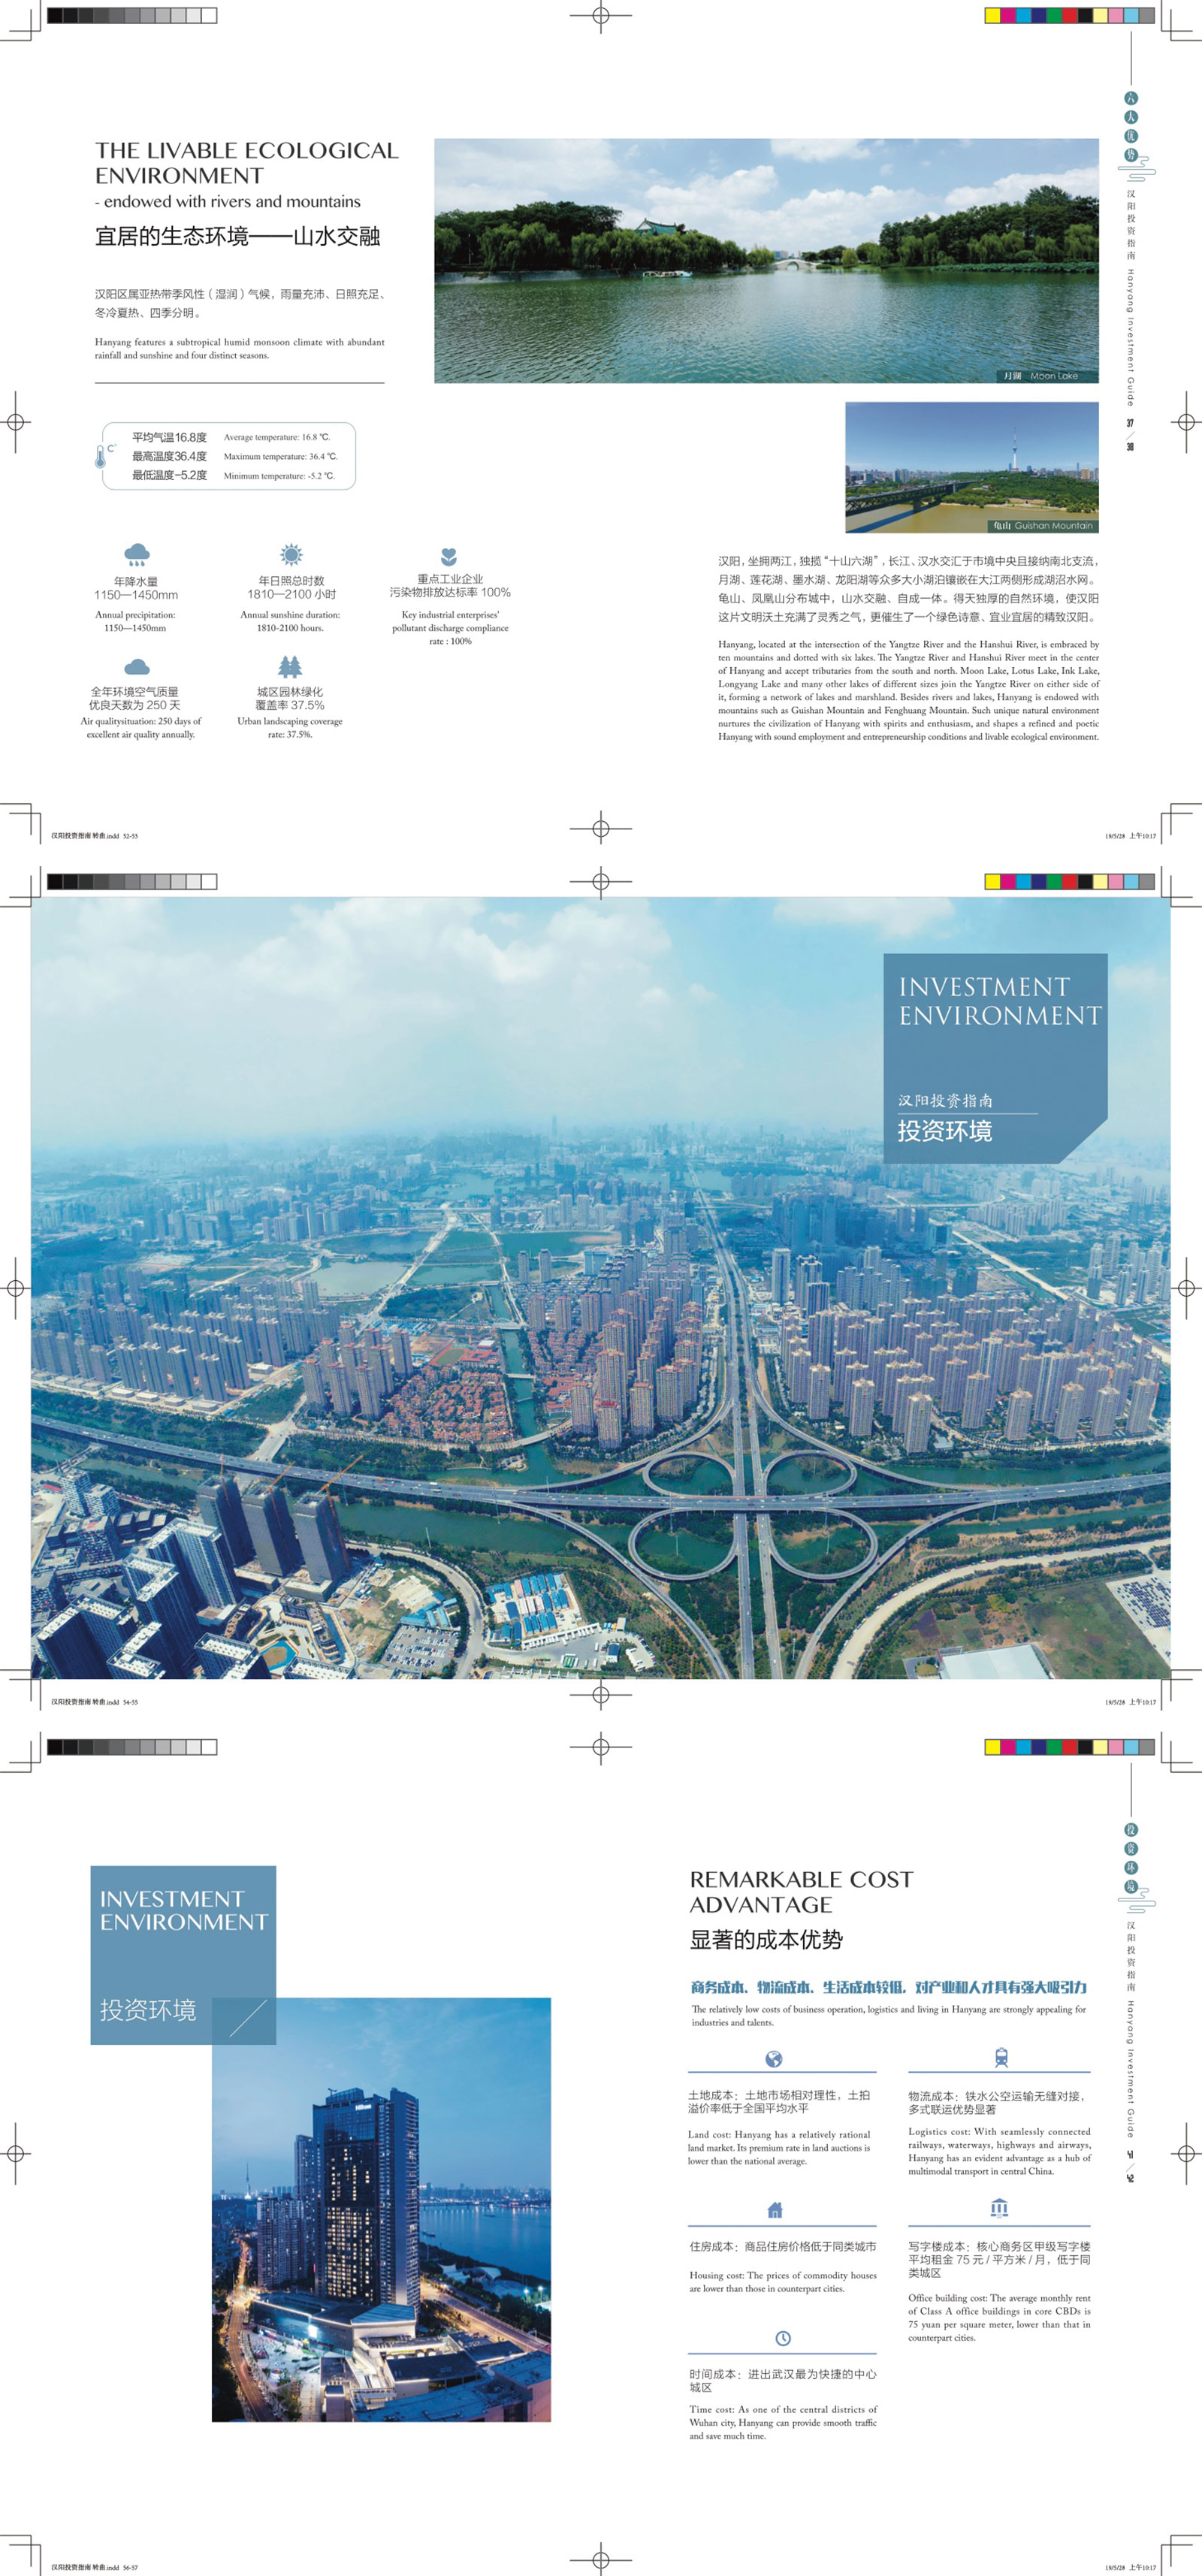 THE LIVABLE ECOLOGICAL
ENVIRONMENT
- endowed with rivers and mountains
宜居的生态环境——山水交融
汉阳区属亚热带季风性（湿润）气候，雨量充沛、日照充足、
冬冷夏热、四季分明。
Hanyang features a subtropical humid monsoon climate with abundant
rainfall and sunshine and four distinct seasons.
月湖 Moon Lake
C°
平均气温16.8度 Average temperature: 16.8 ℃.
最高温度36.4度 Maximum temperature: 36.4 ℃.
最低温度-5.2度 Minimum temperature: -5.2 ℃.
龟山 Guishan Mountain
年降水量
1150—1450mm
Annual precipitation:
1150—1450mm
年日照总时数
1810—2100 小时
Annual sunshine duration:
1810-2100 hours.
重点工业企业
污染物排放达标率 100%
Key industrial enterprises'
pollutant discharge compliance
rate : 100%
全年环境空气质量
优良天数为 250 天
Air qualitysituation: 250 days of
excellent air quality annually.
城区园林绿化
覆盖率 37.5%
Urban landscaping coverage
rate: 37.5%.
汉阳，坐拥两江，独揽“十山六湖”，长江、汉水交汇于市境中央且接纳南北支流，
月湖、莲花湖、墨水湖、龙阳湖等众多大小湖泊镶嵌在大江两侧形成湖沼水网。
龟山、凤凰山分布城中，山水交融、自成一体。得天独厚的自然环境，使汉阳
这片文明沃土充满了灵秀之气，更催生了一个绿色诗意、宜业宜居的精致汉阳。
Hanyang, located at the intersection of the Yangtze River and the Hanshui River, is embraced by
ten mountains and dotted with six lakes. The Yangtze River and Hanshui River meet in the center
of Hanyang and accept tributaries from the south and north. Moon Lake, Lotus Lake, Ink Lake,
Longyang Lake and many other lakes of different sizes join the Yangtze River on either side of
it, forming a network of lakes and marshland. Besides rivers and lakes, Hanyang is endowed with
mountains such as Guishan Mountain and Fenghuang Mountain. Such unique natural environment
nurtures the civilization of Hanyang with spirits and enthusiasm, and shapes a refined and poetic
Hanyang with sound employment and entrepreneurship conditions and livable ecological environment.
六大优势
汉阳投资指南 Hanyang Investment Guide 37 / 38
汉阳投资指南 转曲.indd 52-53
19/5/28 上午10:17
INVESTMENT
ENVIRONMENT
汉阳投资指南
投资环境
汉阳投资指南 转曲.indd 54-55
19/5/28 上午10:17
INVESTMENT
ENVIRONMENT
投资环境
Hilton
REMARKABLE COST
ADVANTAGE
显著的成本优势
商务成本、物流成本、生活成本较低，对产业和人才具有强大吸引力
The relatively low costs of business operation, logistics and living in Hanyang are strongly appealing for
industries and talents.
土地成本：土地市场相对理性，土拍
溢价率低于全国平均水平
Land cost: Hanyang has a relatively rational
land market. Its premium rate in land auctions is
lower than the national average.
物流成本：铁水公空运输无缝对接，
多式联运优势显著
Logistics cost: With seamlessly connected
railways, waterways, highways and airways,
Hanyang has an evident advantage as a hub of
multimodal transport in central China.
住房成本：商品住房价格低于同类城市
Housing cost: The prices of commodity houses
are lower than those in counterpart cities.
写字楼成本：核心商务区甲级写字楼
平均租金 75 元 / 平方米 / 月，低于同
类城区
Office building cost: The average monthly rent
of Class A office buildings in core CBDs is
75 yuan per square meter, lower than that in
counterpart cities.
时间成本：进出武汉最为快捷的中心
城区
Time cost: As one of the central districts of
Wuhan city, Hanyang can provide smooth traffic
and save much time.
投资环境
汉阳投资指南 Hanyang Investment Guide 41 / 42
汉阳投资指南 转曲.indd 56-57
19/5/28 上午10:17